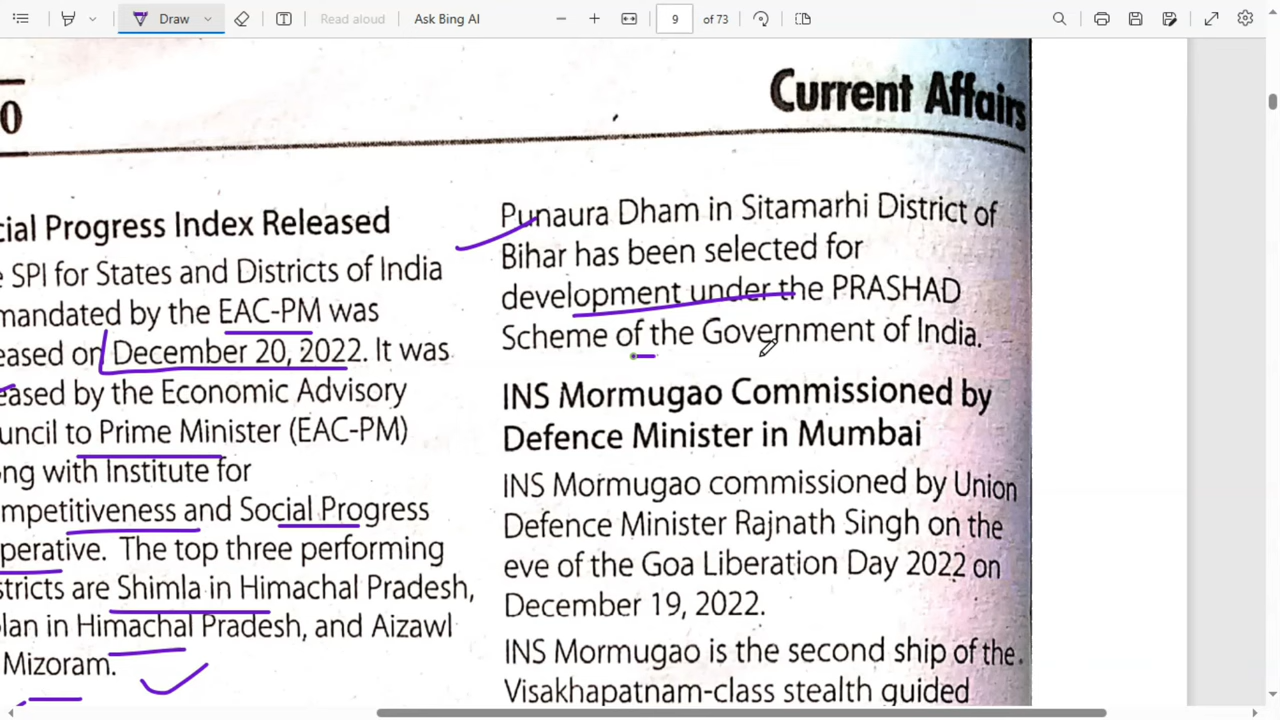 Draw
Read aloud
Ask Bing AI
9
of 73
0
Current Affairs
cial Progress Index Released
e SPI for States and Districts of India
mandated by the EAC-PM was
eased on December 20, 2022. It was
eased by the Economic Advisory
uncil to Prime Minister (EAC-PM)
ong with Institute for
mpetitiveness and Social Progress
perative. The top three performing
stricts are Shimla in Himachal Pradesh,
lan in Himachal Pradesh, and Aizawl
Mizoram.
Punaura Dham in Sitamarhi District of
Bihar has been selected for
development under the PRASHAD
Scheme of the Government of India.
INS Mormugao Commissioned by
Defence Minister in Mumbai
INS Mormugao commissioned by Union
Defence Minister Rajnath Singh on the
eve of the Goa Liberation Day 2022 on
December 19, 2022.
INS Mormugao is the second ship of the
Visakhapatnam-class stealth guided